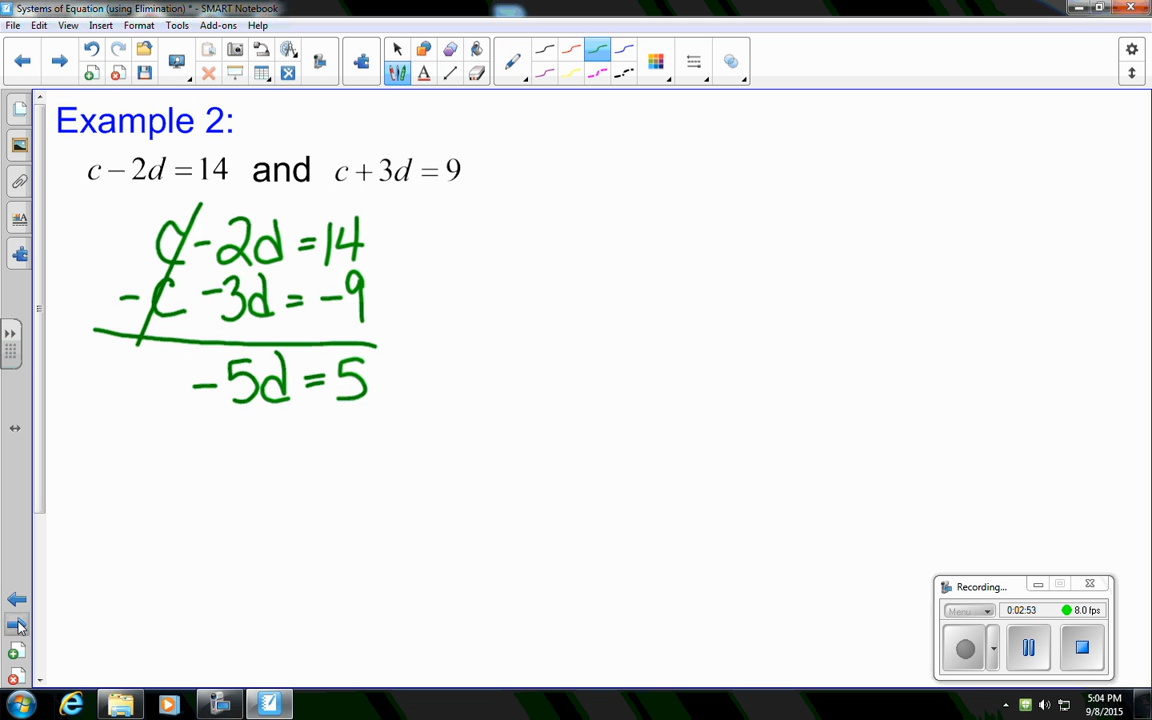 Systems of Equation (using Elimination) * - SMART Notebook
File Edit View Insert Format Tools Add-ons Help
Example 2:
c − 2d = 14 and c + 3d = 9
c - 2d = 14
- c - 3d = -9
- 5d = 5
Recording...
Menu 0:02:53 8.0 fps
5:04 PM
9/8/2015